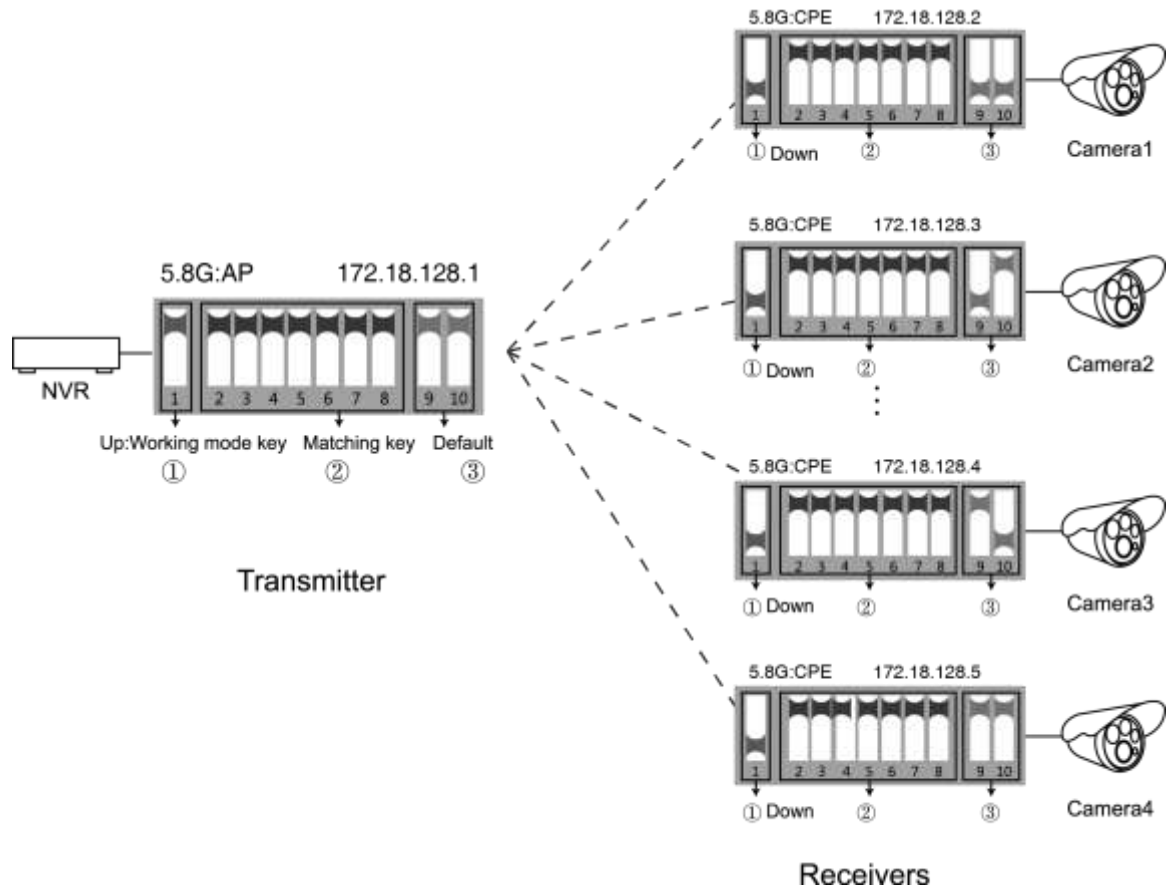 5.8G:AP 172.18.128.1
1 2 3 4 5 6 7 8 9 10
NVR
Up:Working mode key Matching key Default
① ② ③
Transmitter
5.8G:CPE 172.18.128.2
1 2 3 4 5 6 7 8 9 10
① Down ② ③
Camera1
5.8G:CPE 172.18.128.3
1 2 3 4 5 6 7 8 9 10
① Down ② ③
Camera2
5.8G:CPE 172.18.128.4
1 2 3 4 5 6 7 8 9 10
① Down ② ③
Camera3
5.8G:CPE 172.18.128.5
1 2 3 4 5 6 7 8 9 10
① Down ② ③
Camera4
Receivers